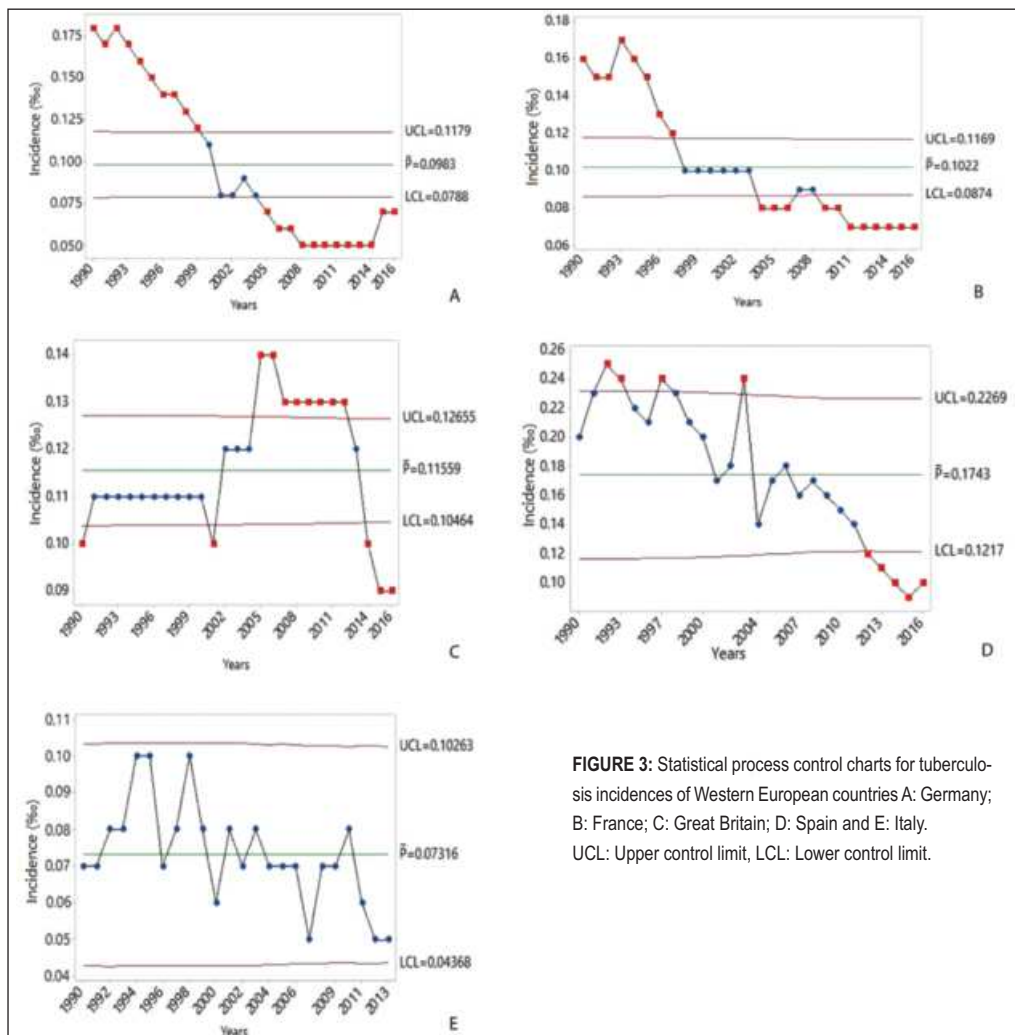 0.175
0.150
0.125
0.100
0.075
0.050
Incidence (‰)
UCL=0.1179
P̄=0.0983
LCL=0.0788
1990 1993 1996 1999 2002 2005 2008 2011 2014 2016
Years
A
0.18
0.16
0.14
0.12
0.10
0.08
0.06
Incidence (‰)
UCL=0.1169
P̄=0.1022
LCL=0.0874
1990 1993 1996 1999 2002 2005 2008 2011 2014 2016
Years
B
0.14
0.13
0.12
0.11
0.10
0.09
Incidence (‰)
UCL=0,12655
P̄=0,11559
LCL=0.10464
1990 1993 1996 1999 2002 2005 2008 2011 2014 2016
Years
C
0.26
0.24
0.22
0.20
0.18
0.16
0.14
0.12
0.10
Incidence (‰)
UCL=0.2269
P̄=0,1743
LCL=0.1217
1990 1993 1997 2000 2004 2007 2010 2013 2016
Years
D
0.11
0.10
0.09
0.08
0.07
0.06
0.05
0.04
Incidence (‰)
UCL=0.10263
P̄=0.07316
LCL=0.04368
1990 1992 1994 1996 1998 2000 2002 2004 2006 2007 2009 2011 2013
Years
E
FIGURE 3: Statistical process control charts for tuberculo-
sis incidences of Western European countries A: Germany;
B: France; C: Great Britain; D: Spain and E: Italy.
UCL: Upper control limit, LCL: Lower control limit.